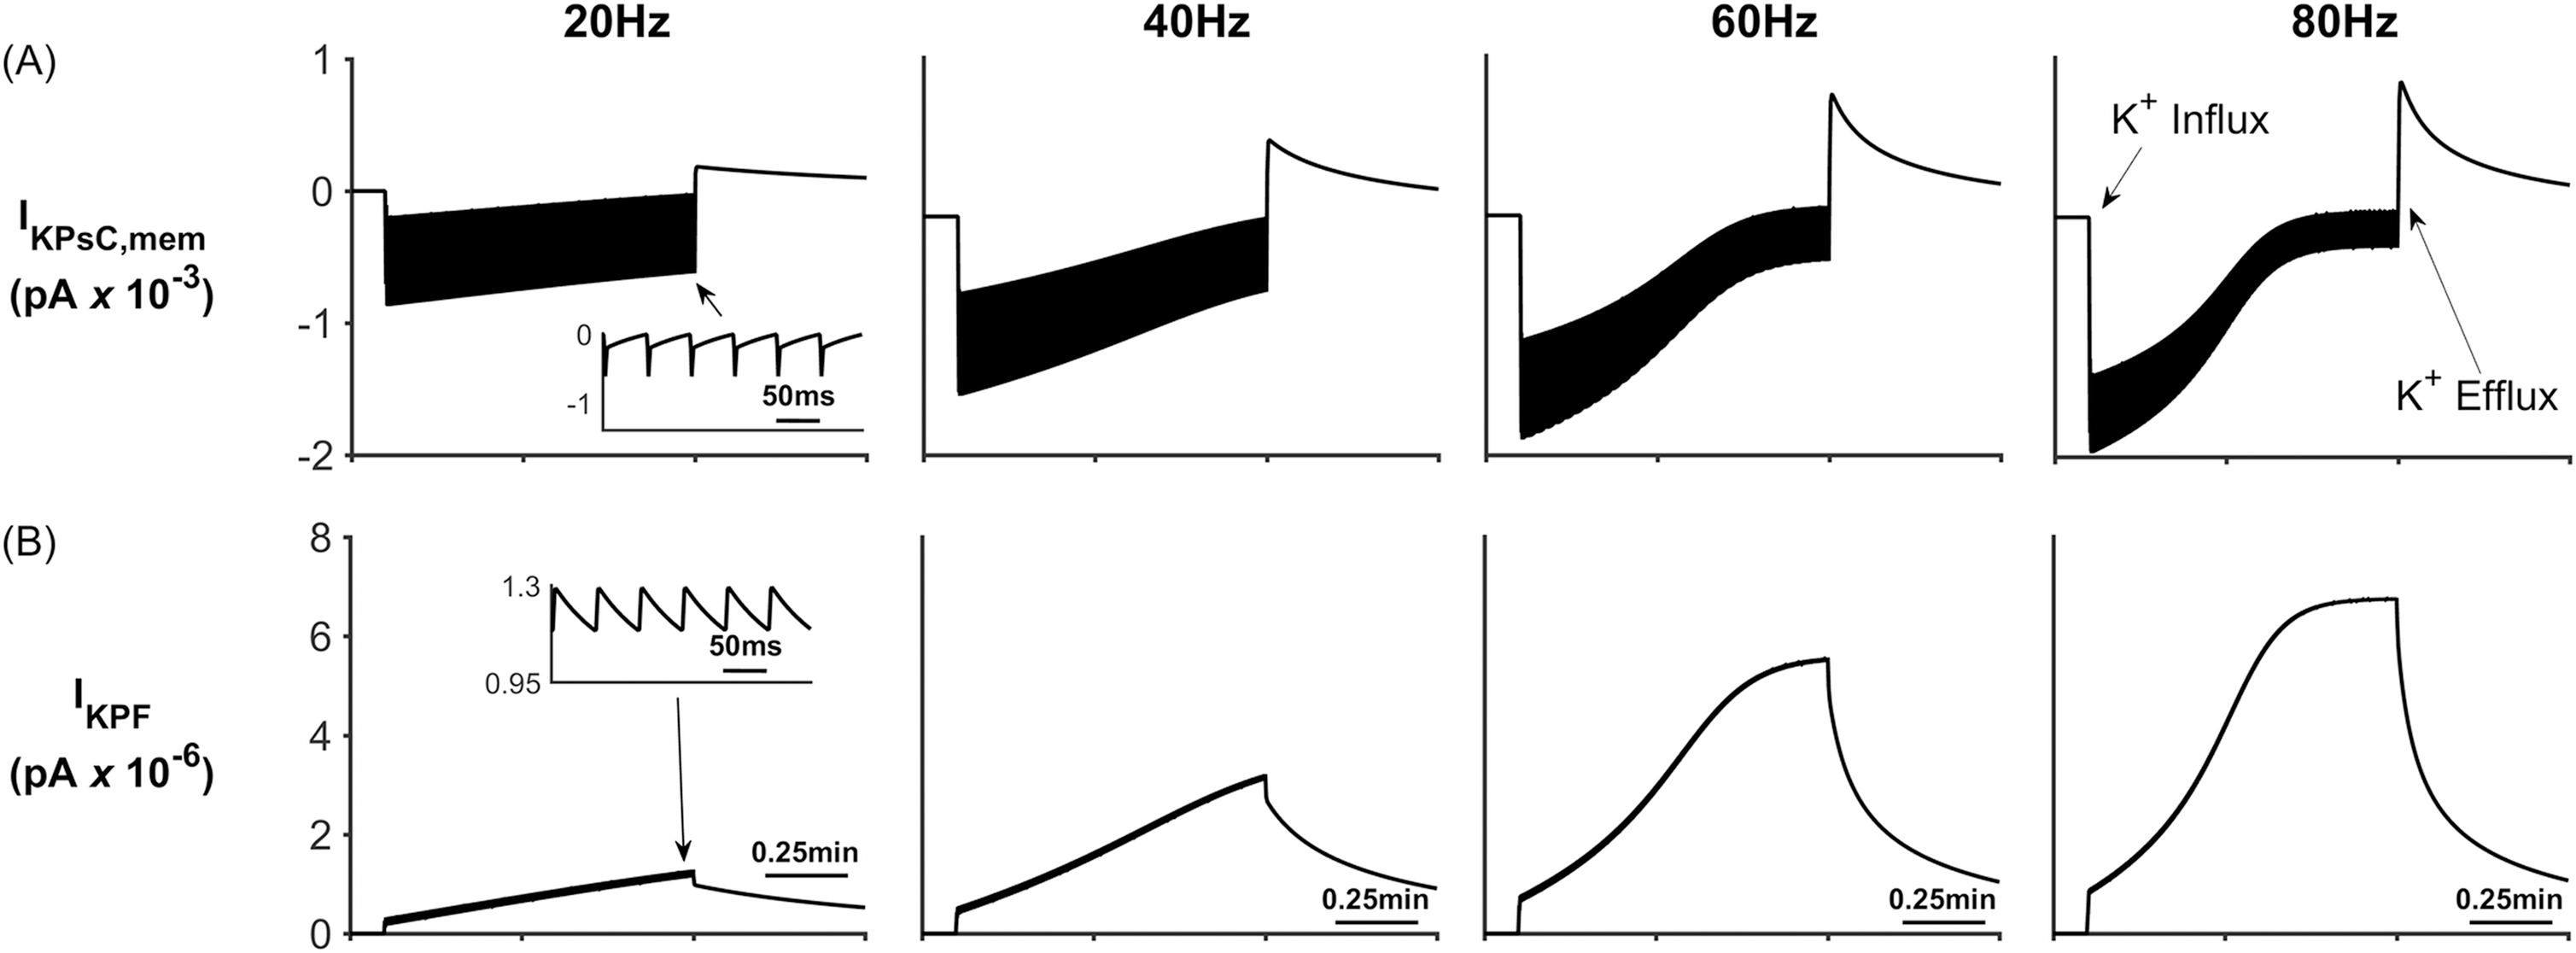 20Hz 40Hz 60Hz 80Hz
(A)
1
0
-1
-2
I KPsC,mem
(pA x 10-3)
0
-1
50ms
K+ Influx
K+ Efflux
(B)
8
6
4
2
0
I KPF
(pA x 10-6)
1.3
0.95
50ms
0.25min
0.25min
0.25min
0.25min